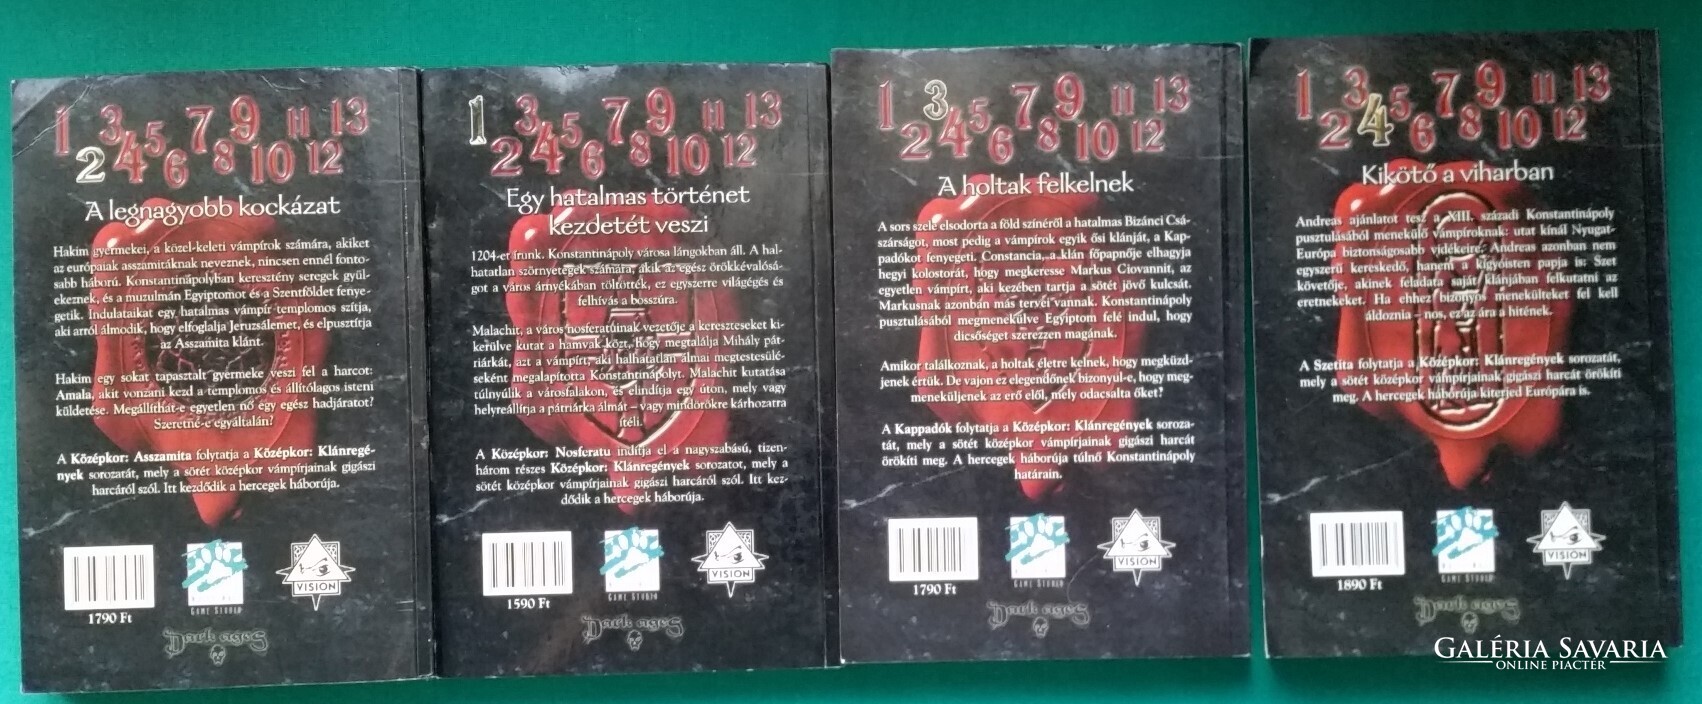 1 2 3 4 5 6 7 8 9 10 11 12 13
A legnagyobb kockázat
Hakim gyermekei, a közel-keleti vámpírok számára, akiket
az európaiak asszamitáknak neveznek, nincsen ennél fonto-
sabb háború. Konstantinápolyban keresztény seregek gyül-
ekeznek, és a muzulmán Egyiptomot és a Szentföldet fenye-
getik. Indulataikat egy hatalmas vámpír templomos szítja,
aki arról álmodik, hogy elfoglalja Jeruzsálemet, és elpusztítja
az Asszamita klánt.
Hakim egy sokat tapasztalt gyermeke veszi fel a harcot:
Amala, akit vonzani kezd a templomos és állítólagos isteni
küldetése. Megállíthat-e egyetlen nő egy egész hadjáratot?
Szeretné-e egyáltalán?
A Középkor: Asszamita folytatja a Középkor: Klánregé-
nyek sorozatát, mely a sötét középkor vámpírjainak gigászi
harcáról szól. Itt kezdődik a hercegek háborúja.
1790 Ft
GAME STUDIO
VISION
Dark ages
1 2 3 4 5 6 7 8 9 10 11 12 13
Egy hatalmas történet
kezdetét veszi
1204-et írunk. Konstantinápoly városa lángokban áll. A hal-
hatatlan szörnyetegek számára, akik az egész örökkévalósá-
got a város árnyékában töltötték, ez egyszerre világégés és
felhívás a bosszúra.
Malachit, a város nosferatuinak vezetője a kereszteseket ki-
kerülve kutat a hamvak közt, hogy megtalálja Mihály pát-
riárkát, azt a vámpírt, aki halhatatlan álmai megtestesülé-
seként megalapította Konstantinápolyt. Malachit kutatása
túlnyúlik a városfalakon, és elindítja egy úton, mely vagy
helyreállítja a pátriárka álmát – vagy mindörökre kárhozatra
ítéli.
A Középkor: Nosferatu indítja el a nagyszabású, tizen-
három részes Középkor: Klánregények sorozatot, mely a
sötét középkor vámpírjainak gigászi harcáról szól. Itt kez-
dődik a hercegek háborúja.
1590 Ft
GAME STUDIO
VISION
Dark ages
1 2 3 4 5 6 7 8 9 10 11 12 13
A holtak felkelnek
A sors szele elsodorta a föld színéről a hatalmas Bizánci Csá-
szárságot, most pedig a vámpírok egyik ősi klánját, a Kap-
padókot fenyegeti. Constancia, a klán főpapnője elhagyja
hegyi kolostorát, hogy megkeresse Markus Ciovannit, az
egyetlen vámpírt, aki kezében tartja a sötét jövő kulcsát.
Markusnak azonban más tervei vannak. Konstantinápoly
pusztulásából megmenekülve Egyiptom felé indul, hogy
dicsőséget szerezzen magának.
Amikor találkoznak, a holtak életre kelnek, hogy megküzd-
jenek értük. De vajon ez elegendőnek bizonyul-e, hogy meg-
meneküljenek az erő elől, mely odacsalta őket?
A Kappadók folytatja a Középkor: Klánregények soroza-
tát, mely a sötét középkor vámpírjainak gigászi harcát
örökíti meg. A hercegek háborúja túlnő Konstantinápoly
határain.
1790 Ft
GAME STUDIO
VISION
Dark ages
1 2 3 4 5 6 7 8 9 10 11 12 13
Kikötő a viharban
Andreas ajánlatot tesz a XIII. századi Konstantinápoly
pusztulásából menekülő vámpíroknak: utat kínál Nyugat-
Európa biztonságosabb vidékeire. Andreas azonban nem
egyszerű kereskedő, hanem a kígyóisten papja is: Szet
követője, akinek feladata saját klánjában felkutatni az
eretnekeket. Ha ehhez bizonyos menekülteket fel kell
áldoznia – nos, ez az ára a hitének.
A Szetita folytatja a Középkor: Klánregények sorozatát,
mely a sötét középkor vámpírjainak gigászi harcát örökíti
meg. A hercegek háborúja kiterjed Európára is.
1890 Ft
GAME STUDIO
VISION
Dark ages
GALÉRIA SAVARIA
ONLINE PIACTÉR